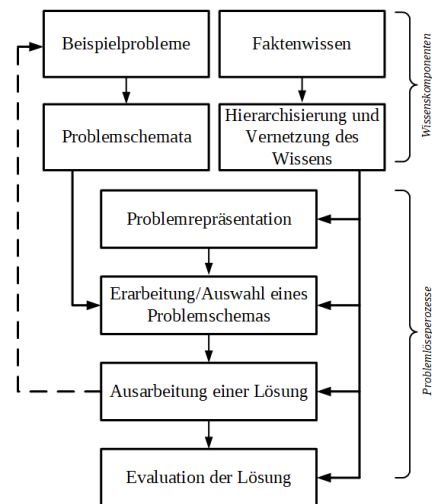 Beispielprobleme
Faktenwissen
Problemschemata
Hierarchisierung und
Vernetzung des
Wissens
Wissenskomponenten
Problemrepräsentation
Erarbeitung/Auswahl eines
Problemschemas
Ausarbeitung einer Lösung
Evaluation der Lösung
Problemlöseperozesse